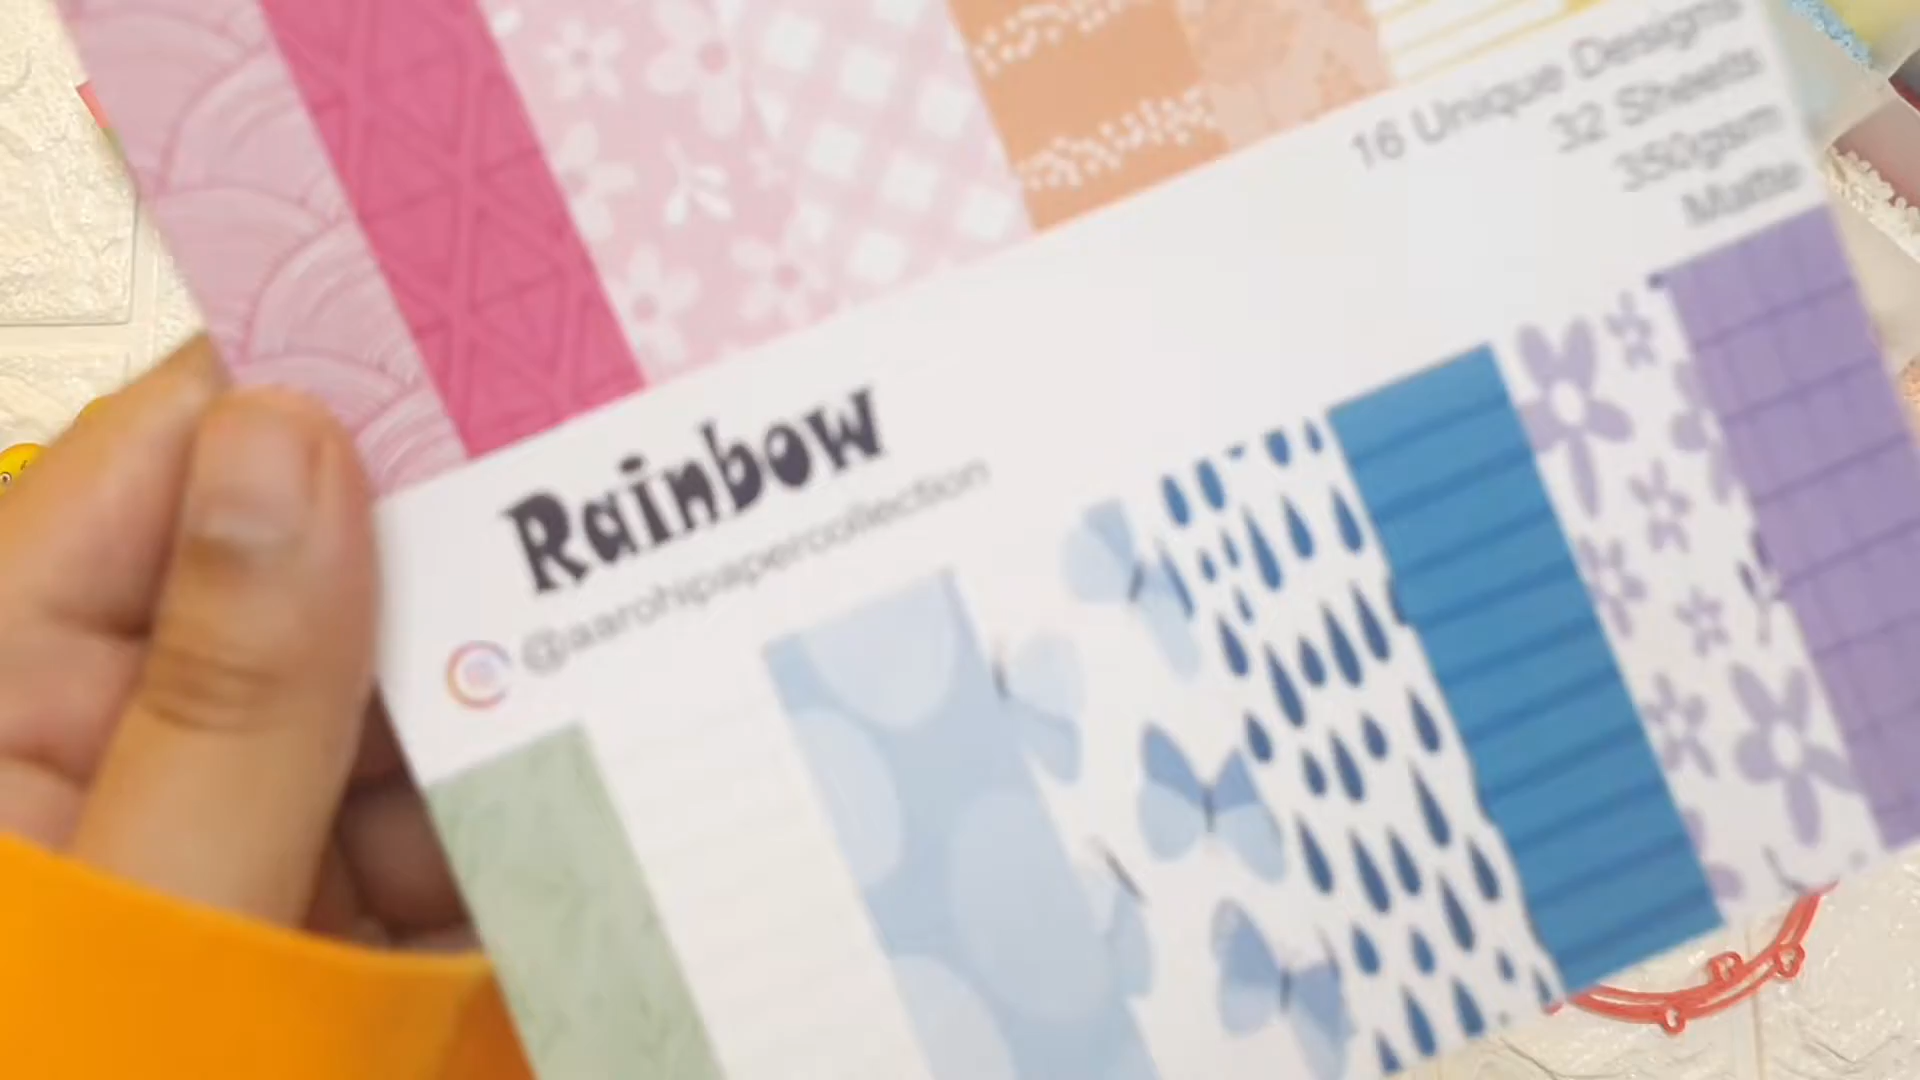 16 Unique Designs
32 Sheets
350gsm
Matte
Rainbow
@aarohipapercollection